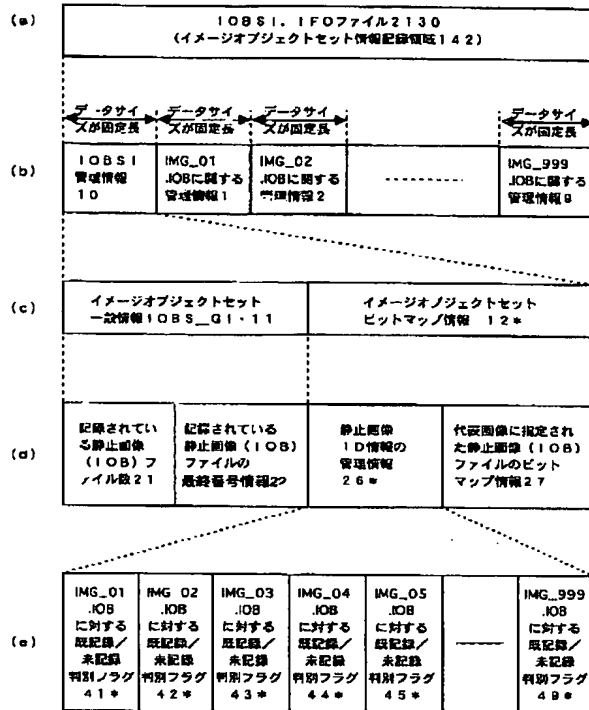 (a)
IOBSI. IFOファイル2130
(イメージオブジェクトセット情報記録領域142)
データサイズが固定長
データサイズが固定長
データサイズが固定長
データサイズが固定長
(b)
IOBSI
管理情報
10
IMG_01
.IOBに関する
管理情報1
IMG_02
.IOBに関する
管理情報2
IMG_999
.IOBに関する
管理情報9
(c)
イメージオブジェクトセット
一般情報IOBS_GI・11
イメージオブジェクトセット
ビットマップ情報 12*
(d)
記録されてい
る静止画像
(IOB)フ
ァイル数21
記録されている
静止画像(IOB)
ファイルの
最終番号情報22
静止画像
ID情報の
管理情報
26*
代表画像に指定され
た静止画像(IOB)
ファイルのビット
マップ情報27
(e)
IMG_01
.IOB
に対する
既記録/
未記録
判別フラグ
41*
IMG_02
.IOB
に対する
既記録/
未記録
判別フラグ
42*
IMG_03
.IOB
に対する
既記録/
未記録
判別フラグ
43*
IMG_04
.IOB
に対する
既記録/
未記録
判別フラグ
44*
IMG_05
.IOB
に対する
既記録/
未記録
判別フラグ
45*
IMG_999
.IOB
に対する
既記録/
未記録
判別フラグ
49*